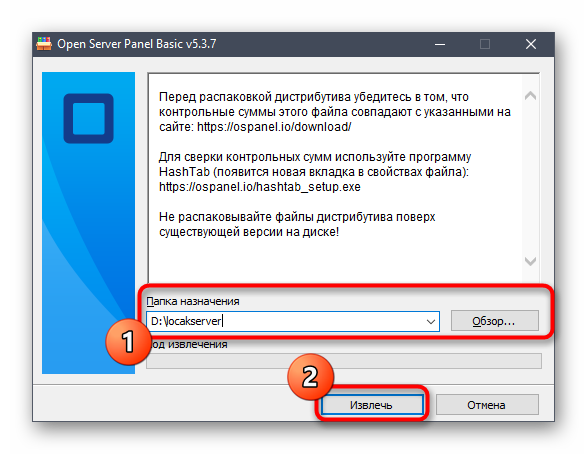 Open Server Panel Basic v5.3.7
Перед распаковкой дистрибутива убедитесь в том, что
контрольные суммы этого файла совпадают с указанными на
сайте: https://ospanel.io/download/
Для сверки контрольных сумм используйте программу
HashTab (появится новая вкладка в свойствах файла):
https://ospanel.io/hashtab_setup.exe
Не распаковывайте файлы дистрибутива поверх
существующей версии на диске!
Папка назначения
D:\locakserver
Обзор...
1
од извлечения
2
Извлечь
Отмена